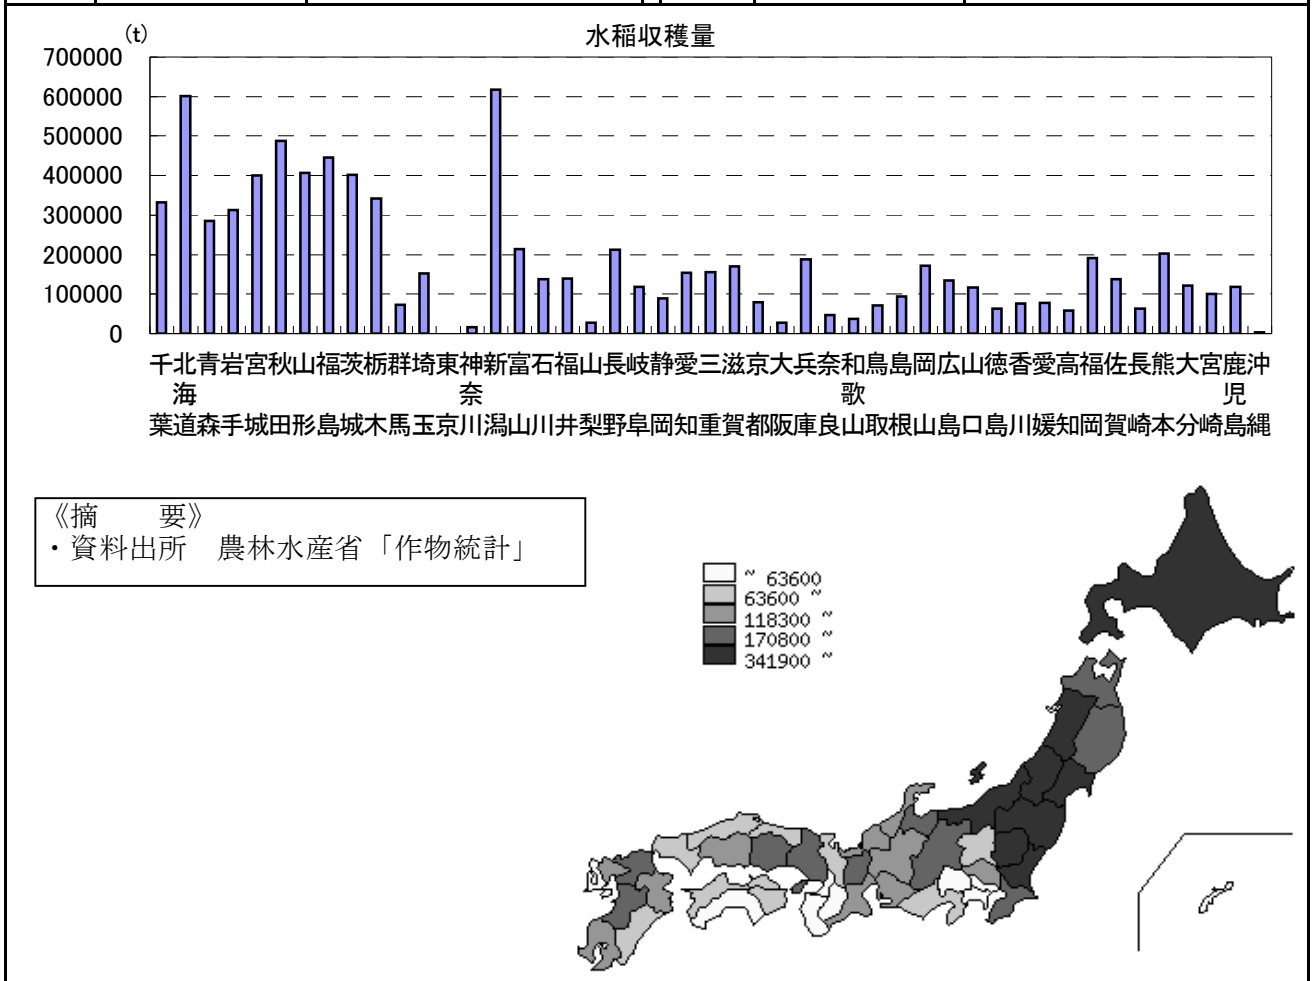 (t)
水稲収穫量
700000
600000
500000
400000
300000
200000
100000
0
千葉 北海道 青森 岩手 宮城 秋田 山形 福島 茨城 栃木 群馬 埼玉 東京 神奈川 新潟 富山 石川 福井 山梨 長野 岐阜 静岡 愛知 三重 滋賀 京都 大阪 兵庫 奈良 和歌山 鳥取 島根 岡山 広島 山口 徳島 香川 愛媛 高知 福岡 佐賀 長崎 熊本 大分 宮崎 鹿児島 沖縄
《摘 要》
・資料出所 農林水産省「作物統計」
~ 63600
63600 ~
118300 ~
170800 ~
341900 ~